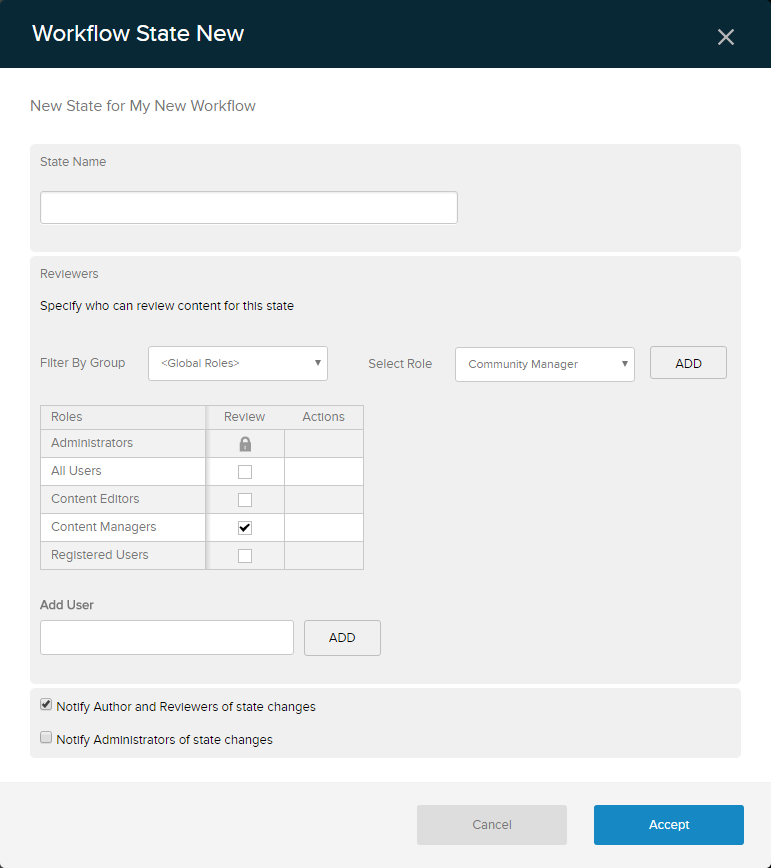 Workflow State New
New State for My New Workflow
State Name
Reviewers
Specify who can review content for this state
Filter By Group <Global Roles> Select Role Community Manager ADD
Roles Review Actions
Administrators
All Users
Content Editors
Content Managers
Registered Users
Add User
ADD
Notify Author and Reviewers of state changes
Notify Administrators of state changes
Cancel Accept